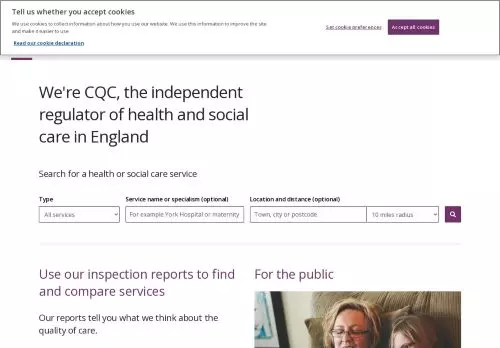 Tell us whether you accept cookies
We use cookies to collect information about how you use our website. We use this information to improve the site
and make it easier to use
Set cookie preferences
Accept all cookies
Read our cookie declaration
We're CQC, the independent
regulator of health and social
care in England
Search for a health or social care service
Type
Service name or specialism (optional)
Location and distance (optional)
All services
For example York Hospital or maternity
Town, city or postcode
10 miles radius
Use our inspection reports to find
and compare services
For the public
Our reports tell you what we think about the
quality of care.